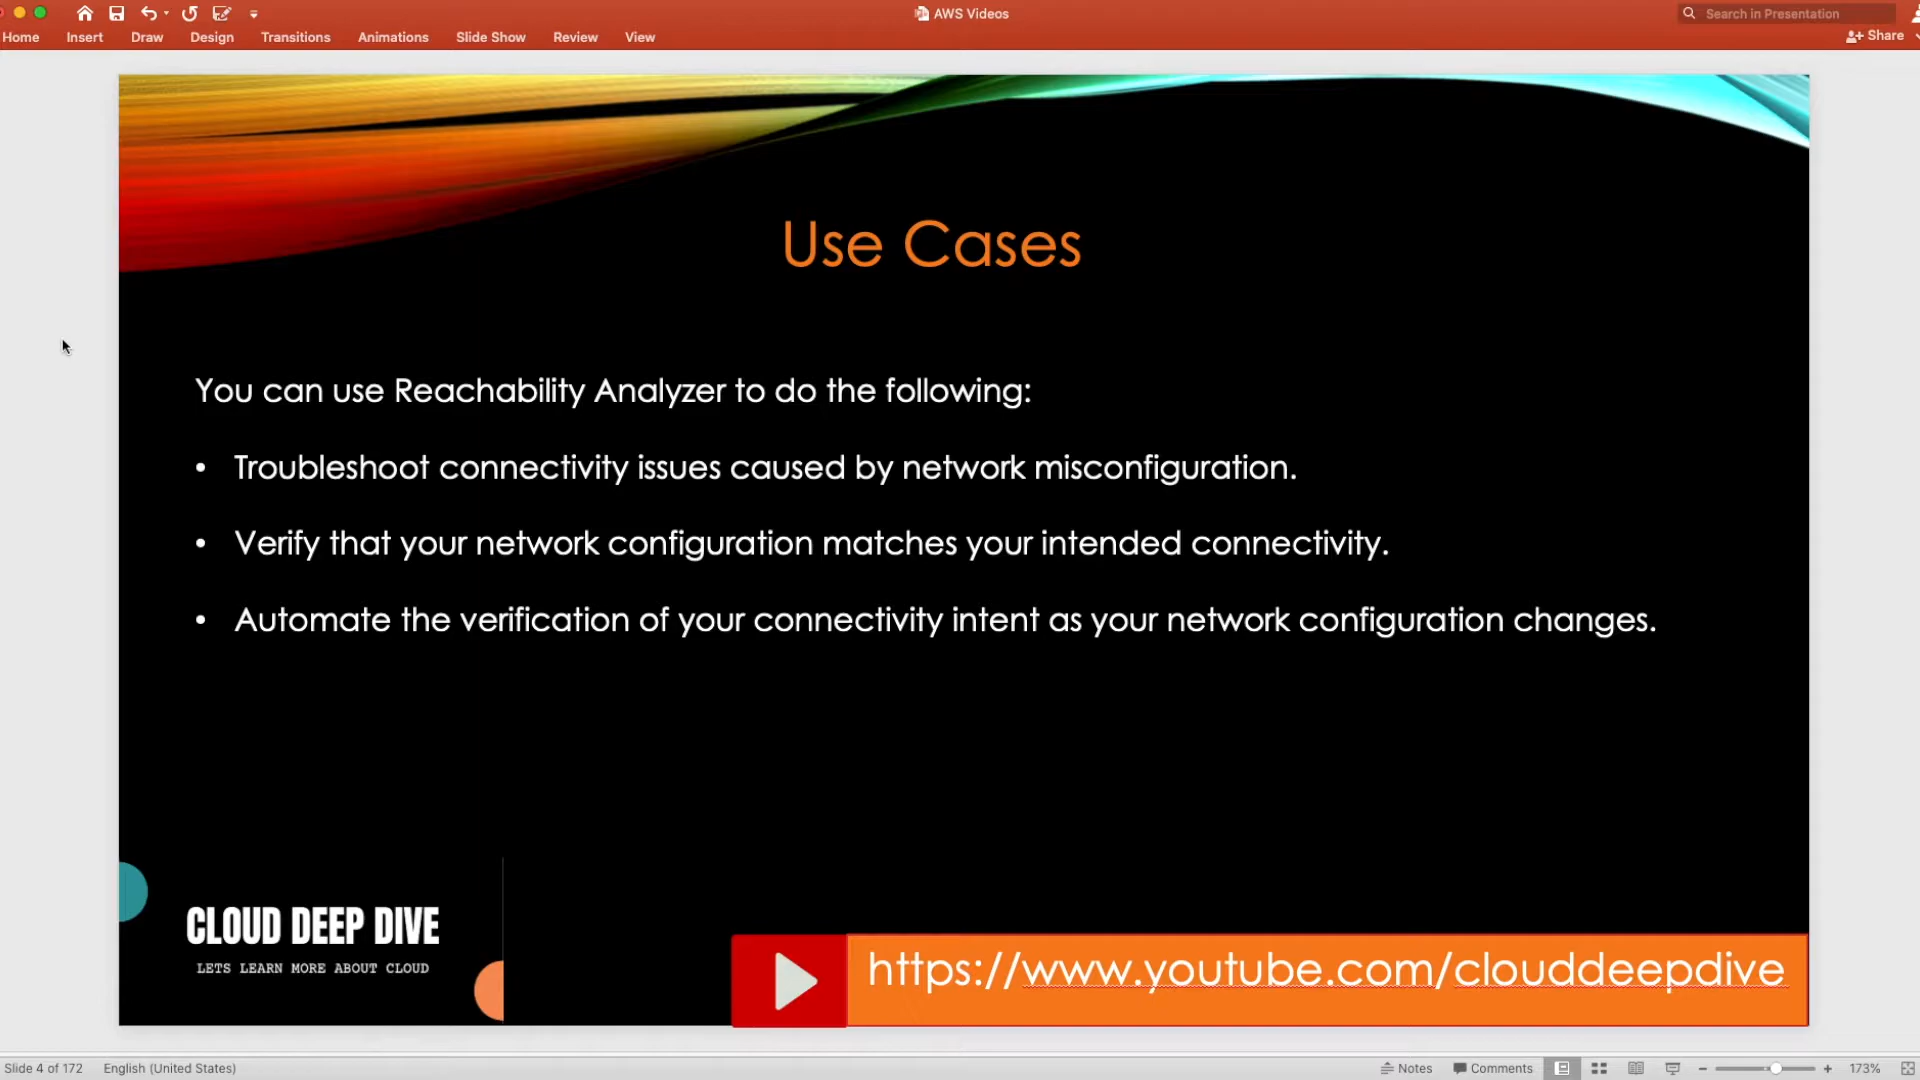 AWS Videos
Search in Presentation
Home Insert Draw Design Transitions Animations Slide Show Review View
Share
Use Cases
You can use Reachability Analyzer to do the following:
• Troubleshoot connectivity issues caused by network misconfiguration.
• Verify that your network configuration matches your intended connectivity.
• Automate the verification of your connectivity intent as your network configuration changes.
CLOUD DEEP DIVE
LETS LEARN MORE ABOUT CLOUD
https://www.youtube.com/clouddeepdive
Slide 4 of 172 English (United States)
Notes Comments 173%